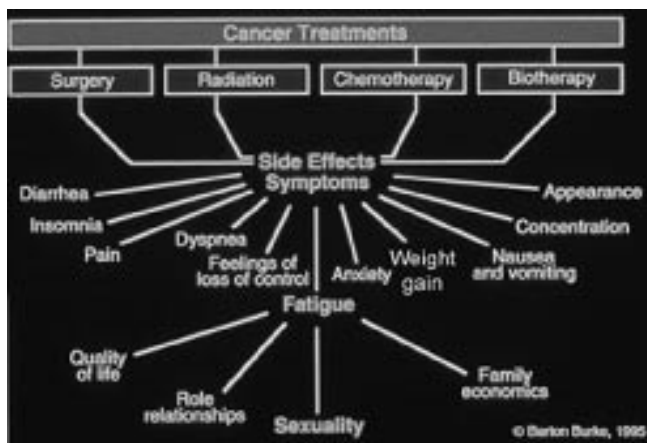 Cancer Treatments
Surgery
Radiation
Chemotherapy
Biotherapy
Side Effects
Symptoms
Diarrhea
Insomnia
Pain
Dyspnea
Feelings of
loss of control
Anxiety
Weight
gain
Nausea
and vomiting
Concentration
Appearance
Fatigue
Quality
of life
Role
relationships
Sexuality
Family
economics
© Barton Burke, 1995